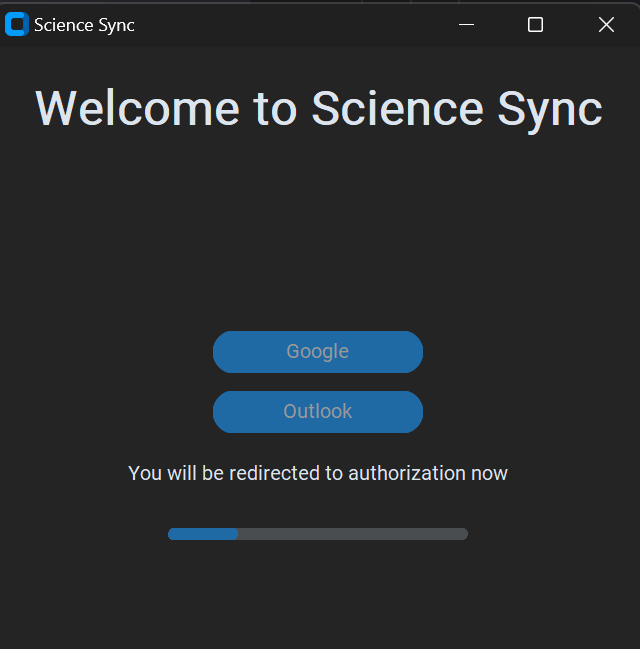 Science Sync
Welcome to Science Sync
Google
Outlook
You will be redirected to authorization now